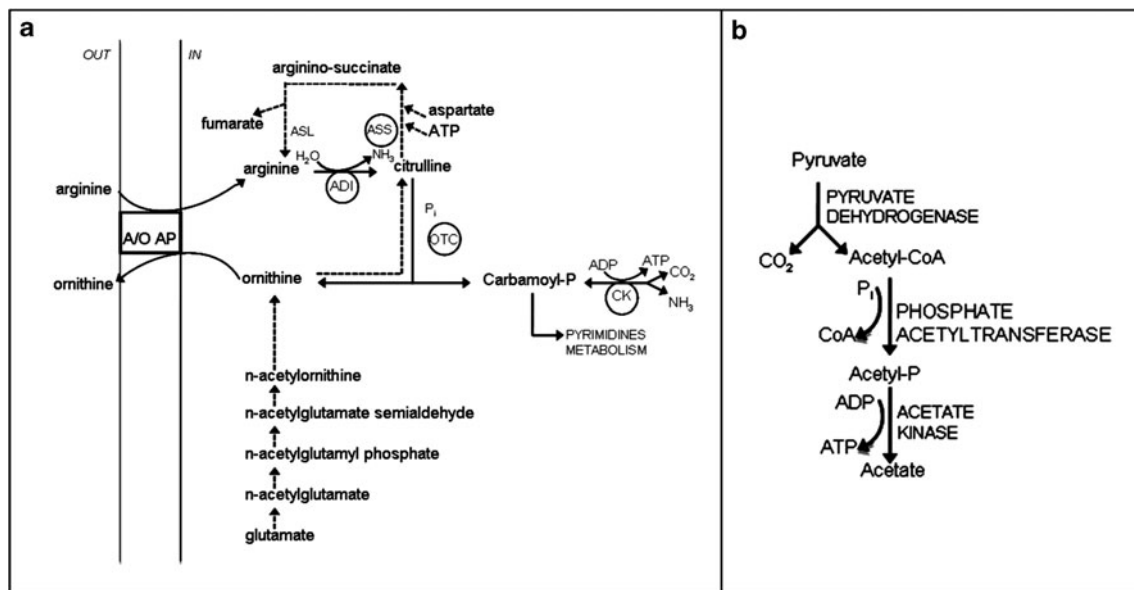 a
OUT
IN
arginino-succinate
fumarate
aspartate
ATP
ASL
ASS
H2O
NH3
arginine
citrulline
ADI
arginine
Pi
OTC
A/O AP
ornithine
ornithine
Carbamoyl-P
ADP
ATP
CO2
NH3
CK
PYRIMIDINES
METABOLISM
n-acetylornithine
n-acetylglutamate semialdehyde
n-acetylglutamyl phosphate
n-acetylglutamate
glutamate
b
Pyruvate
PYRUVATE
DEHYDROGENASE
CO2
Acetyl-CoA
Pi
PHOSPHATE
CoA
ACETYLTRANSFERASE
Acetyl-P
ADP
ACETATE
KINASE
ATP
Acetate